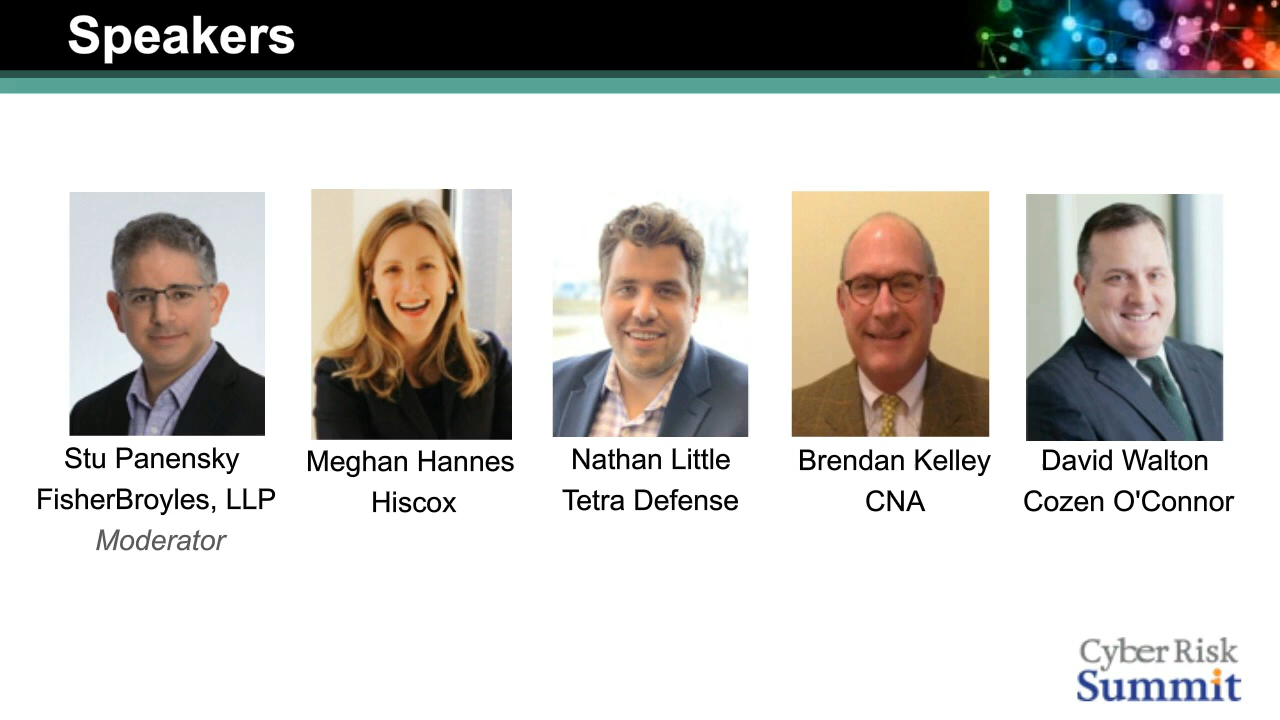 Speakers
Stu Panensky
FisherBroyles, LLP
Moderator
Meghan Hannes
Hiscox
Nathan Little
Tetra Defense
Brendan Kelley
CNA
David Walton
Cozen O'Connor
Cyber Risk
Summit